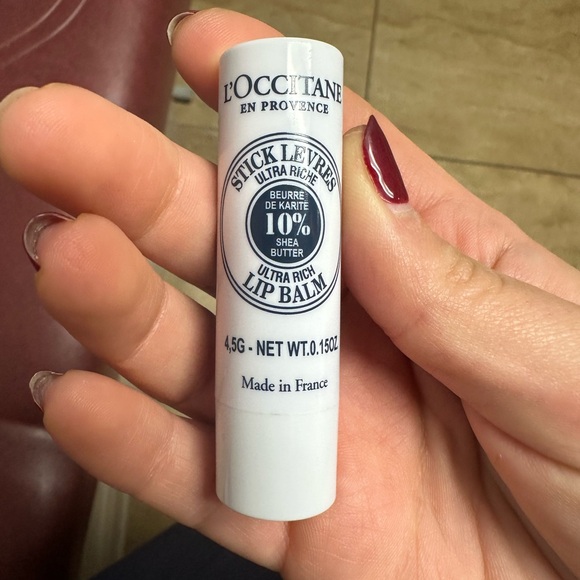 L'OCCITANE
EN PROVENCE
STICK LEVRES
ULTRA RICHE
BEURRE
DE KARITÉ
10%
SHEA
BUTTER
ULTRA RICH
LIP BALM
4,5G - NET WT.0.15OZ
Made in France